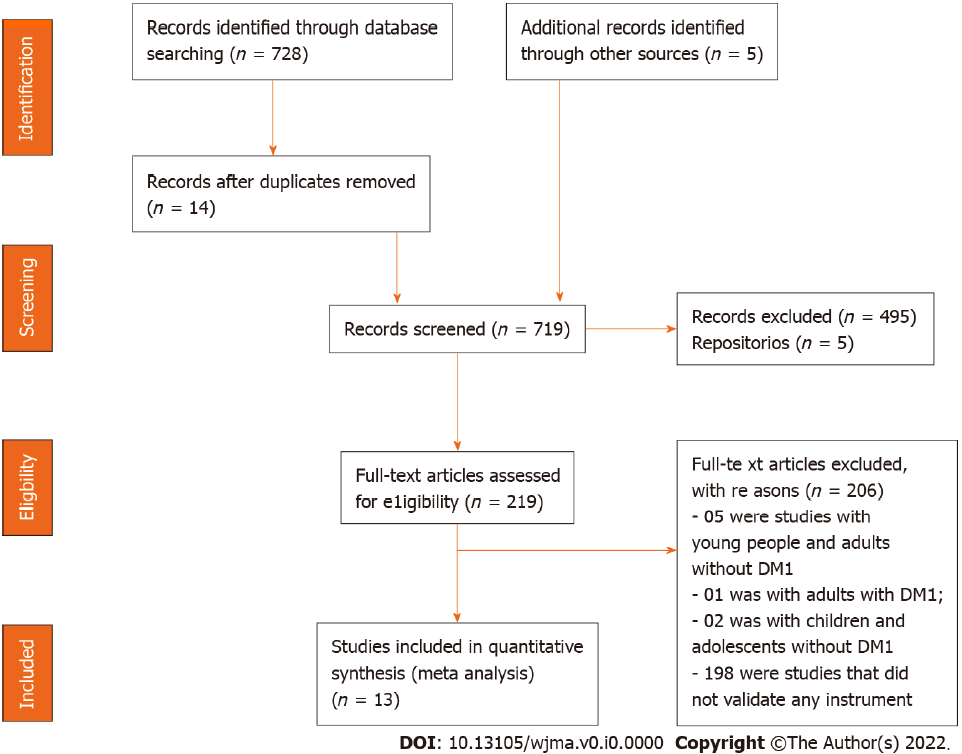 Identification
Records identified through database
searching (n = 728)
Additional records identified
through other sources (n = 5)
Records after duplicates removed
(n = 14)
Screening
Records screened (n = 719)
Records excluded (n = 495)
Repositorios (n = 5)
Eligbility
Full-text articles assessed
for e1igibility (n = 219)
Full-te xt articles excluded,
with re asons (n = 206)
- 05 were studies with
young people and adults
without DM1
- 01 was with adults with DM1;
- 02 was with children and
adolescents without DM1
- 198 were studies that did
not validate any instrument
Included
Studies included in quantitative
synthesis (meta analysis)
(n = 13)
DOI: 10.13105/wjma.v0.i0.0000 Copyright ©The Author(s) 2022.